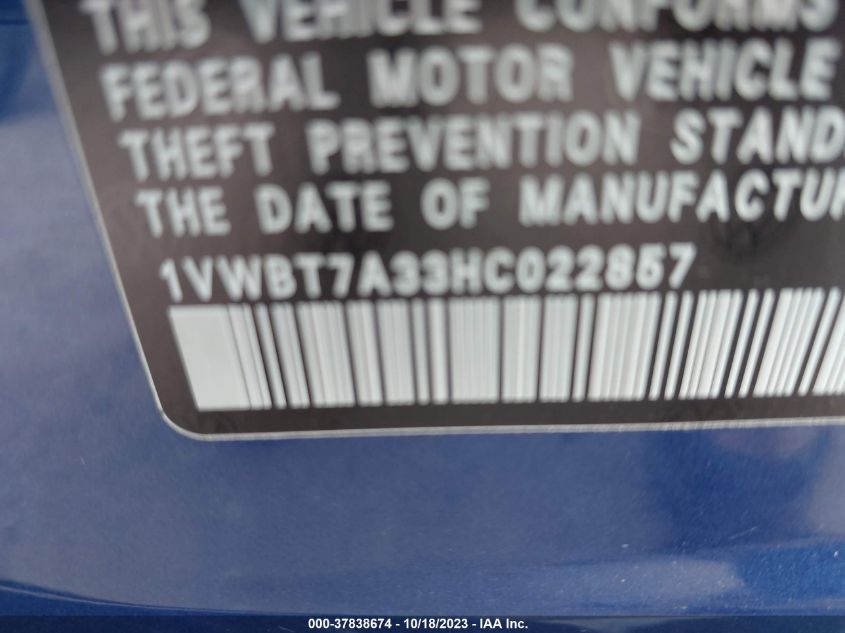 THIS VEHICLE CONFORMS
FEDERAL MOTOR VEHICLE
THEFT PREVENTION STAND
THE DATE OF MANUFACTUR
1VWBT7A33HC022857
000-37838674 - 10/18/2023 - IAA Inc.